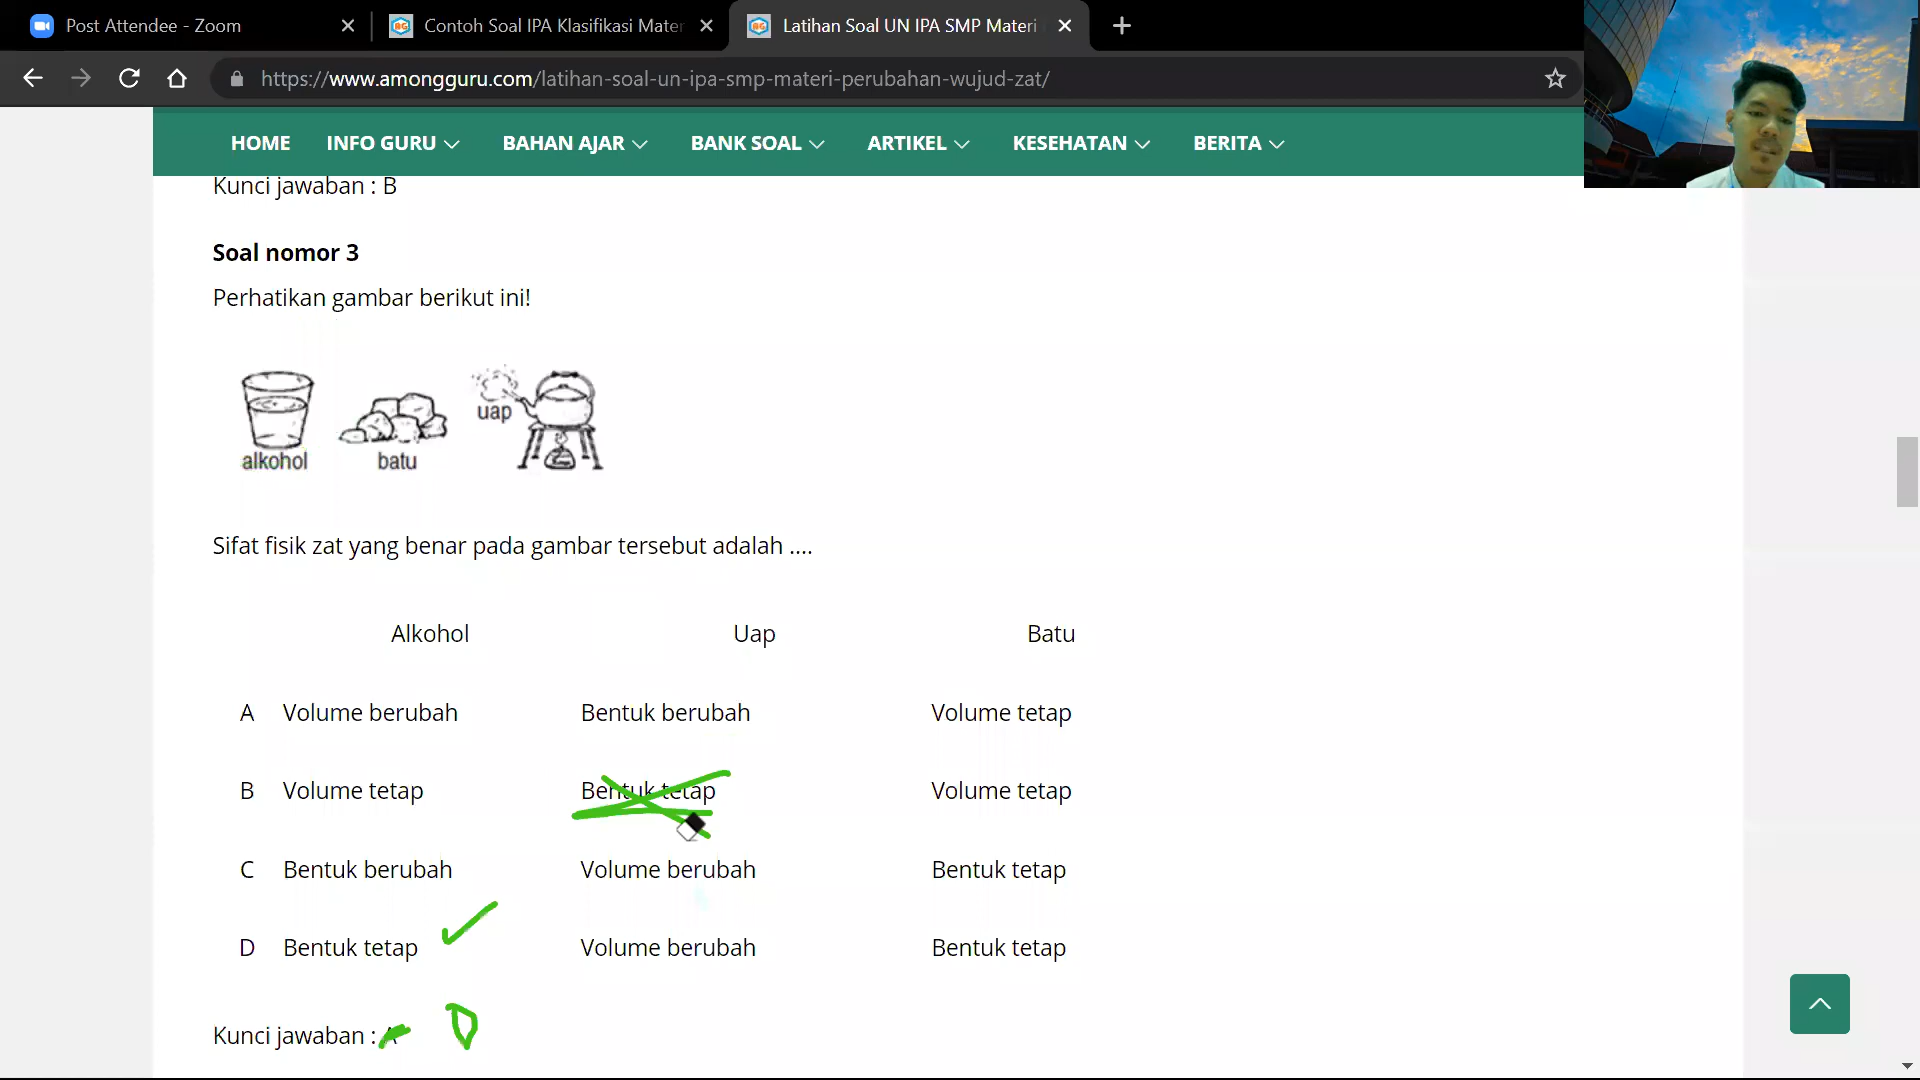 Post Attendee - Zoom
Contoh Soal IPA Klasifikasi Mater
Latihan Soal UN IPA SMP Materi
https://www.amongguru.com/latihan-soal-un-ipa-smp-materi-perubahan-wujud-zat/
HOME INFO GURU BAHAN AJAR BANK SOAL ARTIKEL KESEHATAN BERITA
Kunci jawaban : B
Soal nomor 3
Perhatikan gambar berikut ini!
uap
alkohol batu
Sifat fisik zat yang benar pada gambar tersebut adalah ....
Alkohol Uap Batu
A Volume berubah Bentuk berubah Volume tetap
B Volume tetap Bentuk tetap Volume tetap
C Bentuk berubah Volume berubah Bentuk tetap
D Bentuk tetap Volume berubah Bentuk tetap
Kunci jawaban : A D